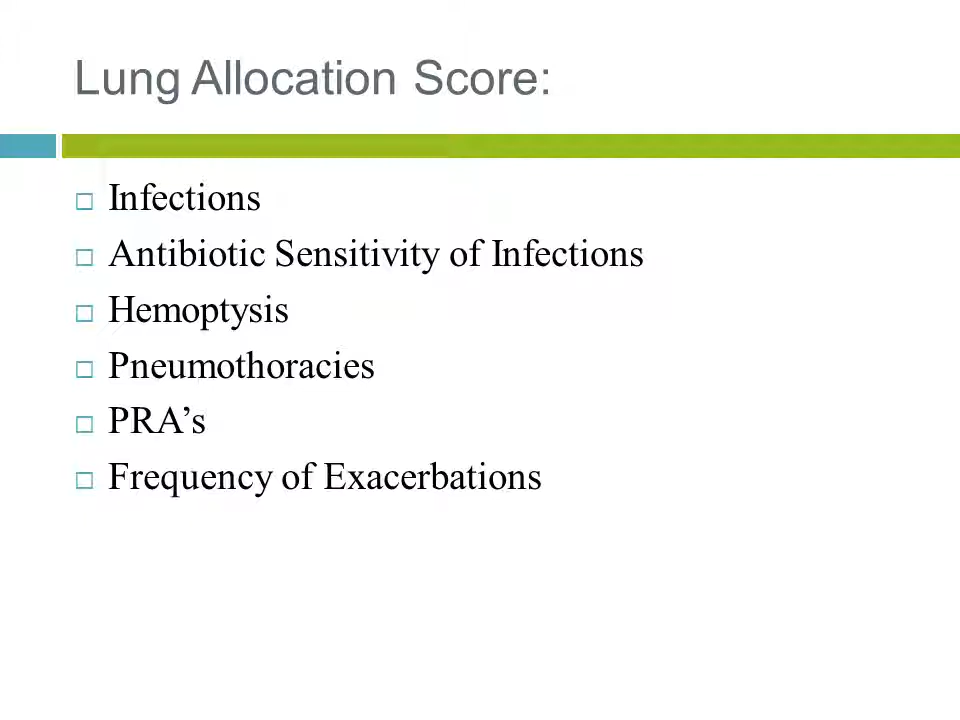 Lung Allocation Score:
Infections
Antibiotic Sensitivity of Infections
Hemoptysis
Pneumothoracies
PRA’s
Frequency of Exacerbations